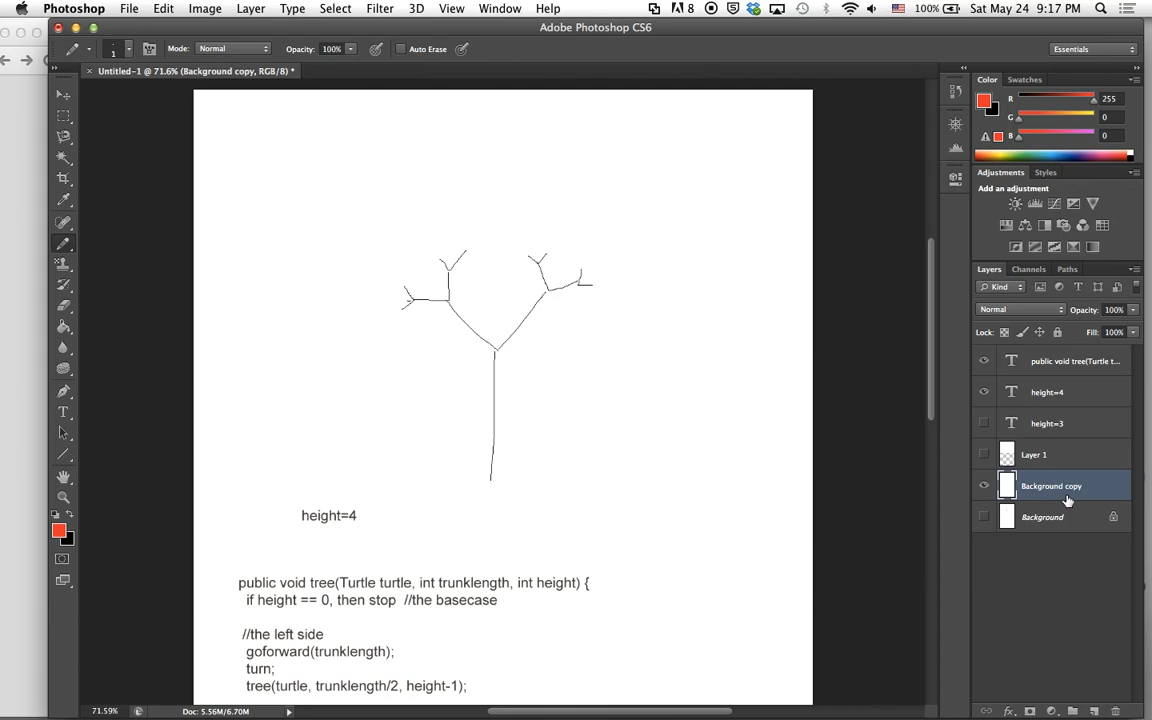 Photoshop File Edit Image Layer Type Select Filter 3D View Window Help 8 100% Sat May 24 9:17 PM
Adobe Photoshop CS6
1 Mode: Normal Opacity: 100% Auto Erase Essentials
× Untitled-1 @ 71.6% (Background copy, RGB/8) *
Color Swatches
R 255
G 0
B 0
Adjustments Styles
Add an adjustment
Layers Channels Paths
Kind
Normal Opacity: 100%
Lock: Fill: 100%
T public void tree(Turtle t...
T height=4
T height=3
Layer 1
Background copy
Background
height=4
public void tree(Turtle turtle, int trunklength, int height) {
if height == 0, then stop //the basecase
//the left side
goforward(trunklength);
turn;
tree(turtle, trunklength/2, height-1);
71.59% Doc: 5.56M/6.70M
fx